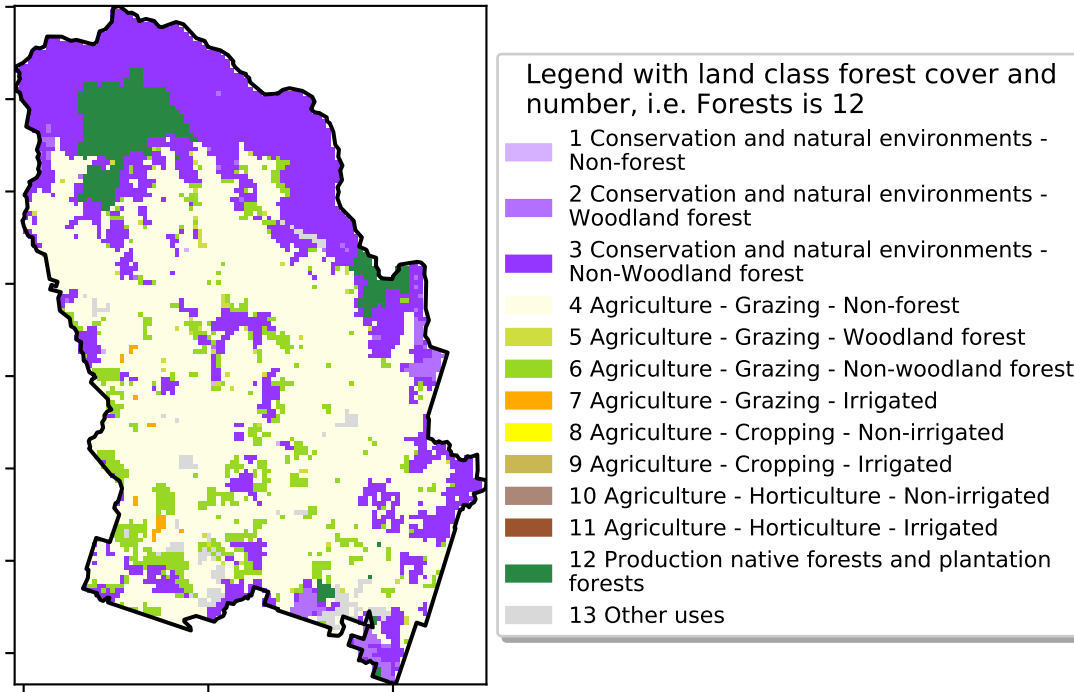 Legend with land class forest cover and
number, i.e. Forests is 12
1 Conservation and natural environments -
Non-forest
2 Conservation and natural environments -
Woodland forest
3 Conservation and natural environments -
Non-Woodland forest
4 Agriculture - Grazing - Non-forest
5 Agriculture - Grazing - Woodland forest
6 Agriculture - Grazing - Non-woodland forest
7 Agriculture - Grazing - Irrigated
8 Agriculture - Cropping - Non-irrigated
9 Agriculture - Cropping - Irrigated
10 Agriculture - Horticulture - Non-irrigated
11 Agriculture - Horticulture - Irrigated
12 Production native forests and plantation
forests
13 Other uses